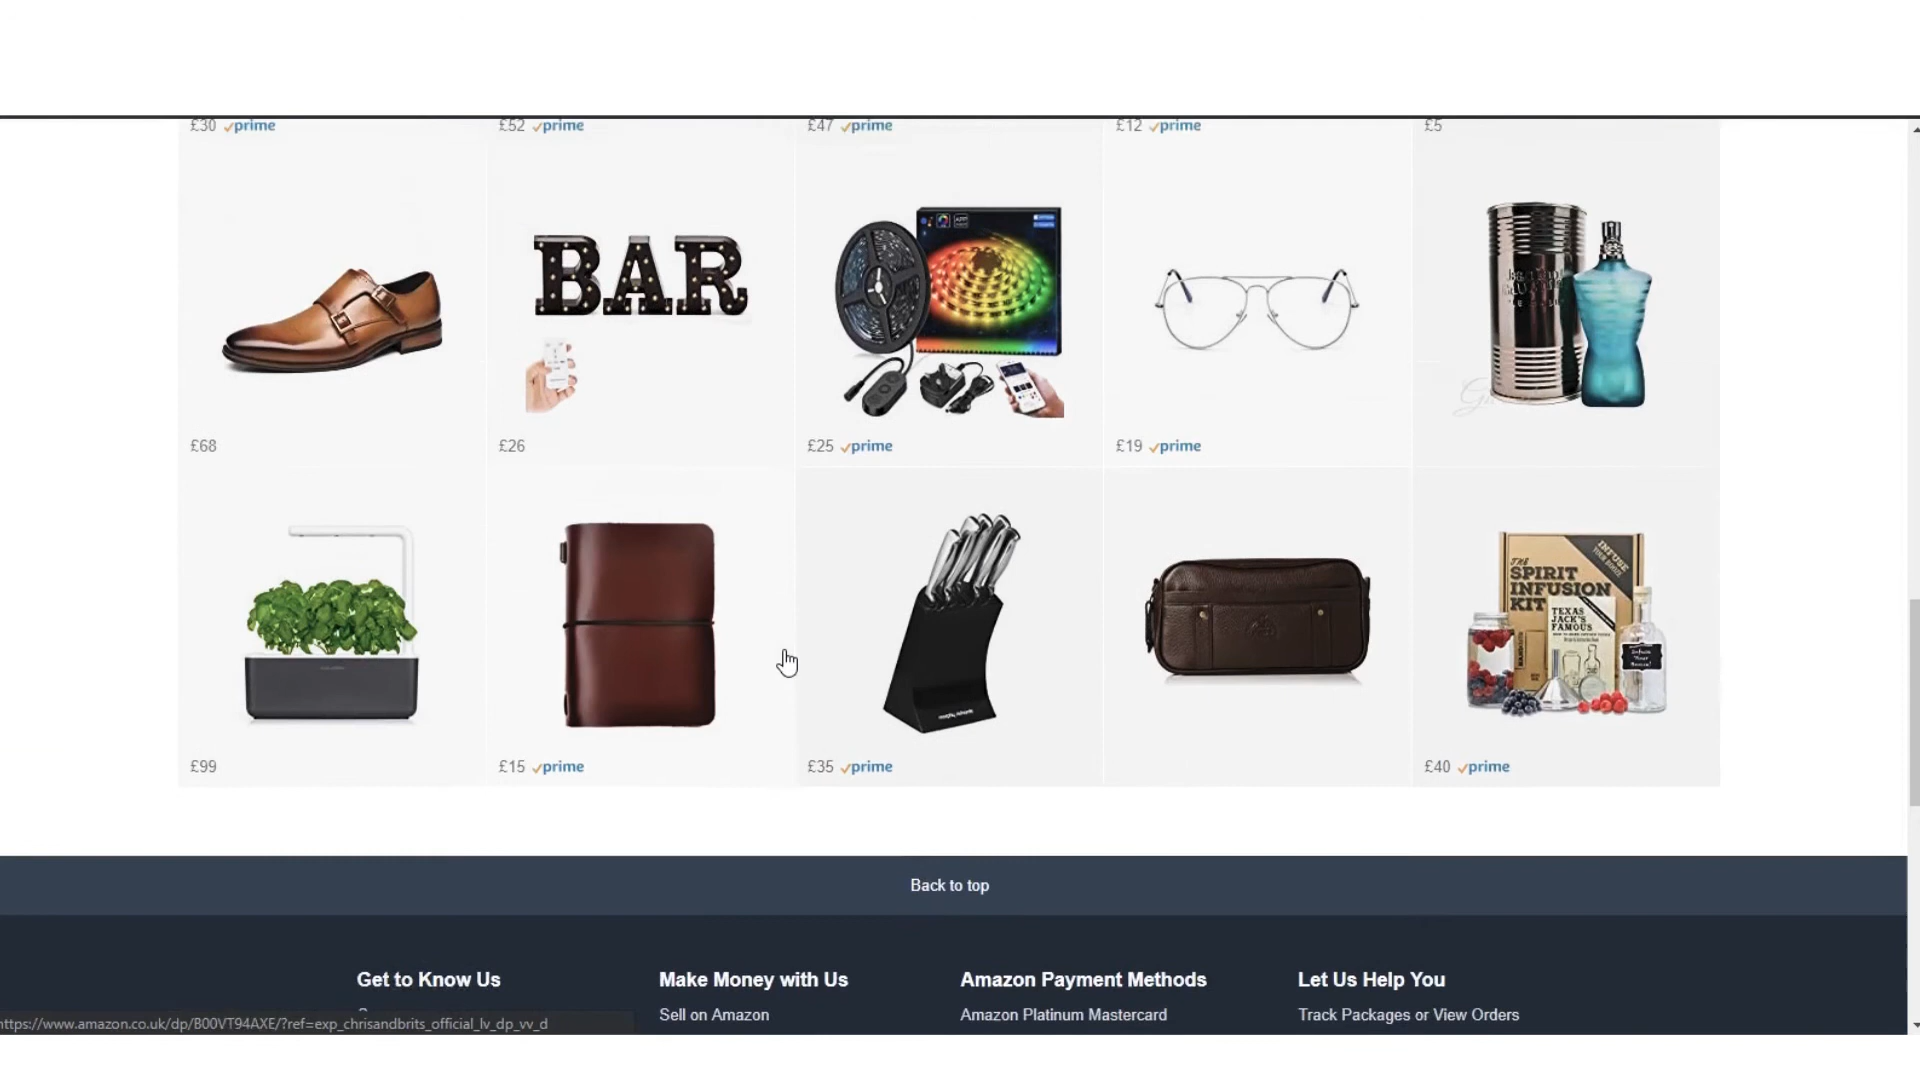 £30 prime
£52 prime
£47 prime
£12 prime
£5
BAR
£68
£26
£25 prime
£19 prime
THE
SPIRIT
INFUSION
KIT
INFUSE
YOUR BOOZE
TEXAS
JACK'S
FAMOUS
£99
£15 prime
£35 prime
£40 prime
Back to top
Get to Know Us
Make Money with Us
Amazon Payment Methods
Let Us Help You
Sell on Amazon
Amazon Platinum Mastercard
Track Packages or View Orders
https://www.amazon.co.uk/dp/B00VT94AXE/?ref=exp_chrisandbrits_official_lv_dp_vv_d